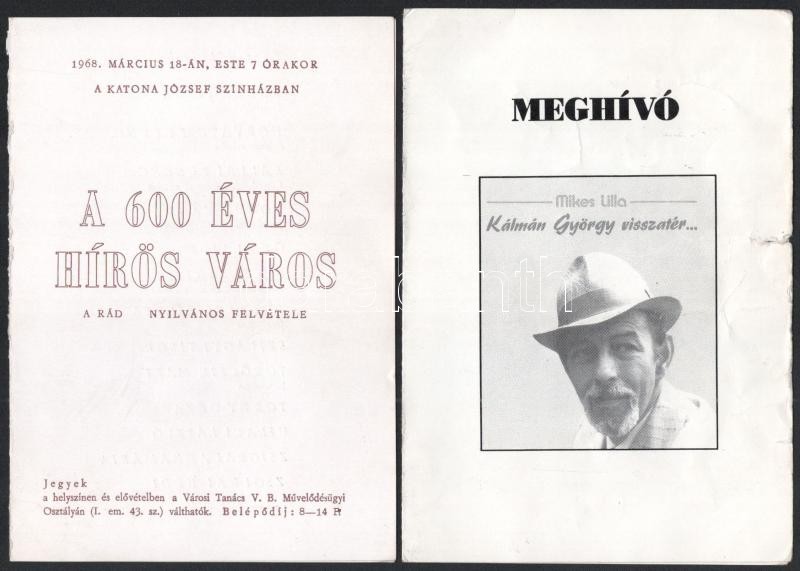 1968. MÁRCIUS 18-ÁN, ESTE 7 ÓRAKOR
A KATONA JÓZSEF SZINHÁZBAN
A 600 ÉVES
HÍRÖS VÁROS
A RÁD NYILVÁNOS FELVÉTELE
Jegyek
a helyszínen és elővételben a Városi Tanács V. B. Művelődésügyi
Osztályán (I. em. 43. sz.) válthatók. Belépődíj: 8—14 Ft
MEGHÍVÓ
Mikes Lilla
Kálmán György visszatér...